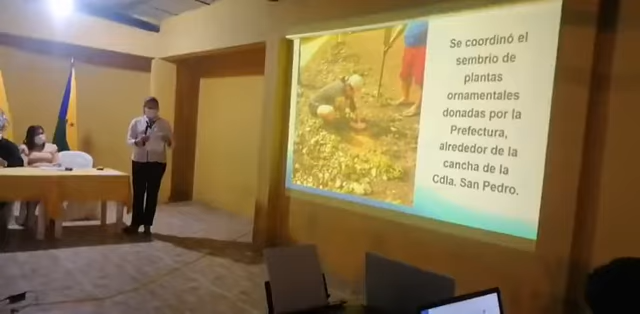 Se coordinó el
sembrio de
plantas
ornamentales
donadas por la
Prefectura,
alrededor de la
cancha de la
Cdla. San Pedro.